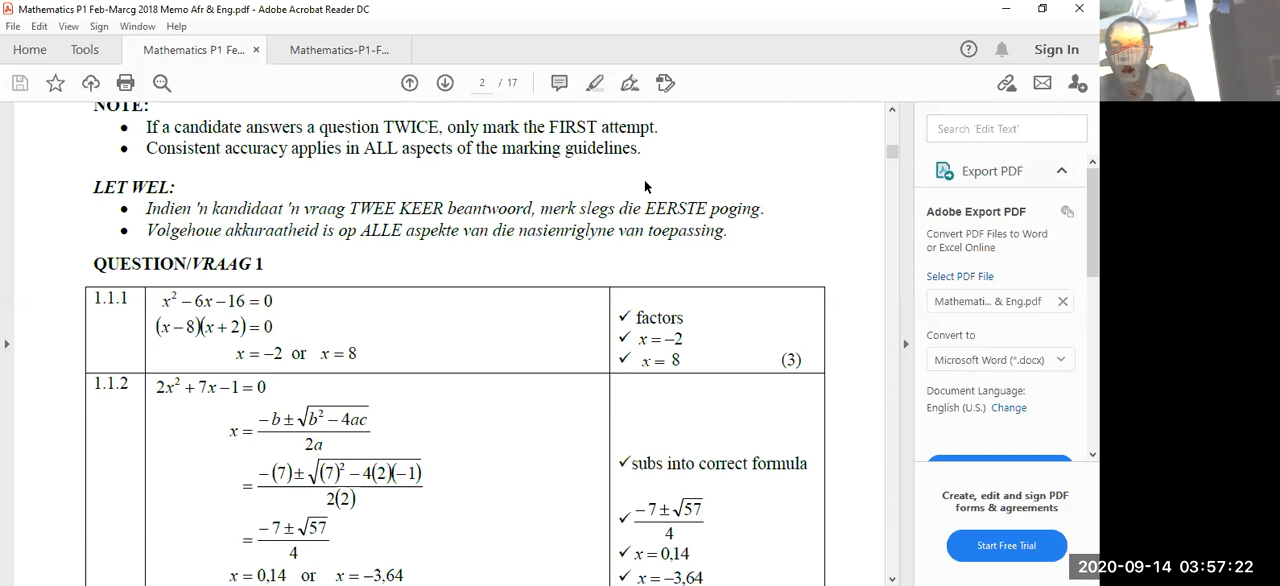 Mathematics P1 Feb-Marcg 2018 Memo Afr & Eng.pdf - Adobe Acrobat Reader DC
File Edit View Sign Window Help
Home Tools Mathematics P1 Fe... × Mathematics-P1-F...
? Sign In
2 / 17
NOTE:
• If a candidate answers a question TWICE, only mark the FIRST attempt.
• Consistent accuracy applies in ALL aspects of the marking guidelines.
LET WEL:
• Indien 'n kandidaat 'n vraag TWEE KEER beantwoord, merk slegs die EERSTE poging.
• Volgehoue akkuraatheid is op ALLE aspekte van die nasienriglyne van toepassing.
QUESTION/VRAAG 1
1.1.1 x² − 6x − 16 = 0
(x − 8)(x + 2) = 0
x = −2 or x = 8
✓ factors
✓ x = −2
✓ x = 8 (3)
1.1.2 2x² + 7x − 1 = 0
x = (−b ± √(b² − 4ac)) / 2a
= (−(7) ± √((7)² − 4(2)(−1))) / 2(2)
= (−7 ± √57) / 4
x = 0,14 or x = −3,64
✓ subs into correct formula
✓ (−7 ± √57) / 4
✓ x = 0,14
✓ x = −3,64
Search 'Edit Text'
Export PDF
Adobe Export PDF
Convert PDF Files to Word
or Excel Online
Select PDF File
Mathemati... & Eng.pdf ×
Convert to
Microsoft Word (*.docx)
Document Language:
English (U.S.) Change
Create, edit and sign PDF
forms & agreements
Start Free Trial
2020-09-14 03:57:22